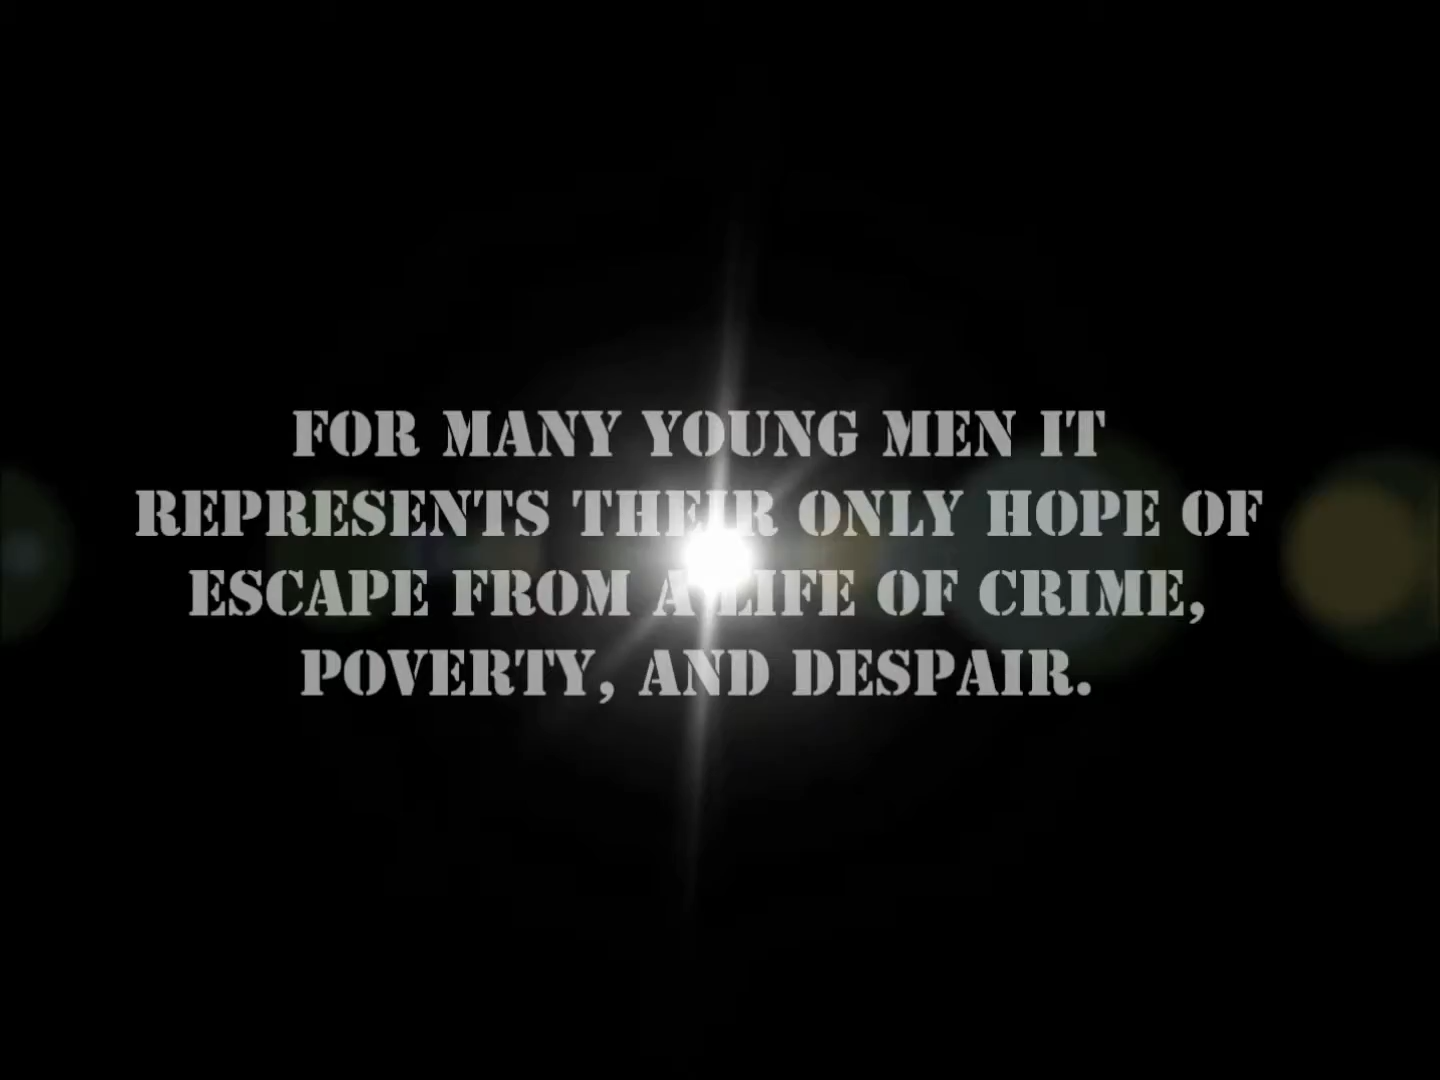 FOR MANY YOUNG MEN IT
REPRESENTS THEIR ONLY HOPE OF
ESCAPE FROM A LIFE OF CRIME,
POVERTY, AND DESPAIR.